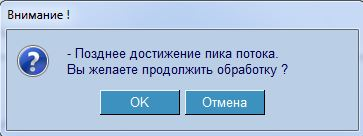 Внимание !
- Позднее достижение пика потока.
Вы желаете продолжить обработку ?
OK
Отмена